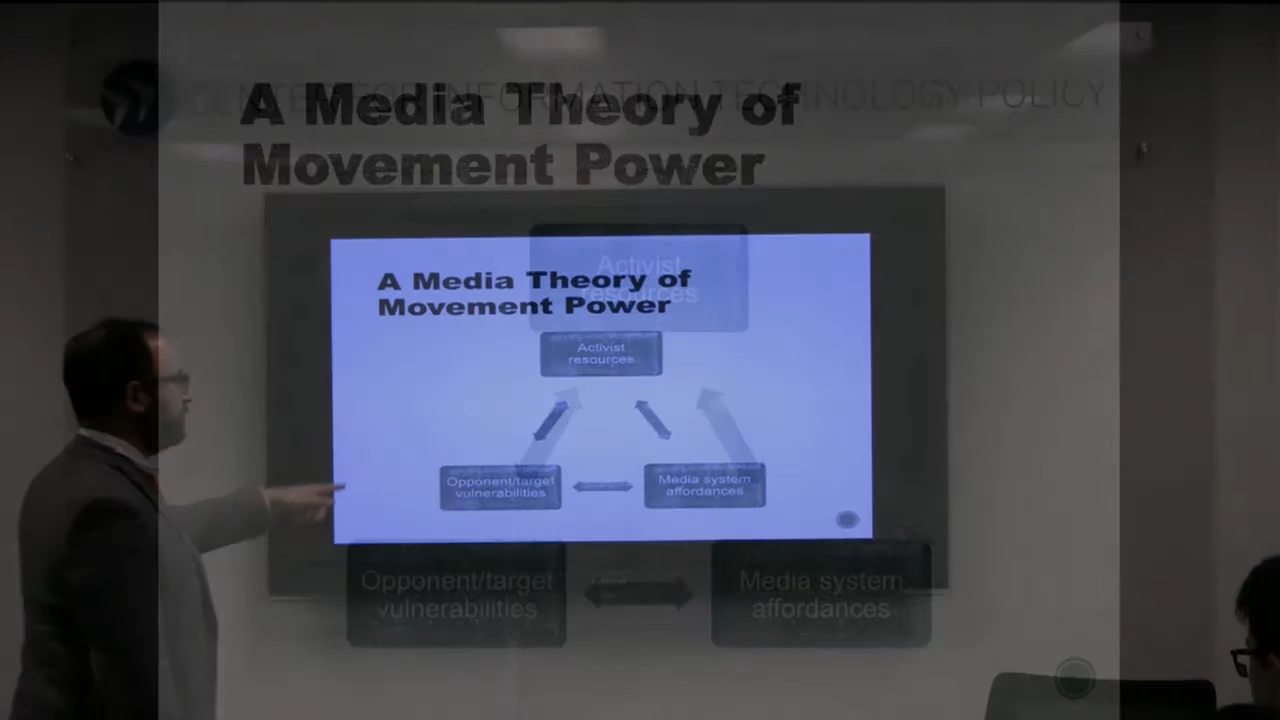 CENTER FOR INFORMATION TECHNOLOGY POLICY
A Media Theory of
Movement Power
A Media Theory of
Movement Power
Activist
resources
Activist
resources
Opponent/target
vulnerabilities
Media system
affordances
Opponent/target
vulnerabilities
Media system
affordances